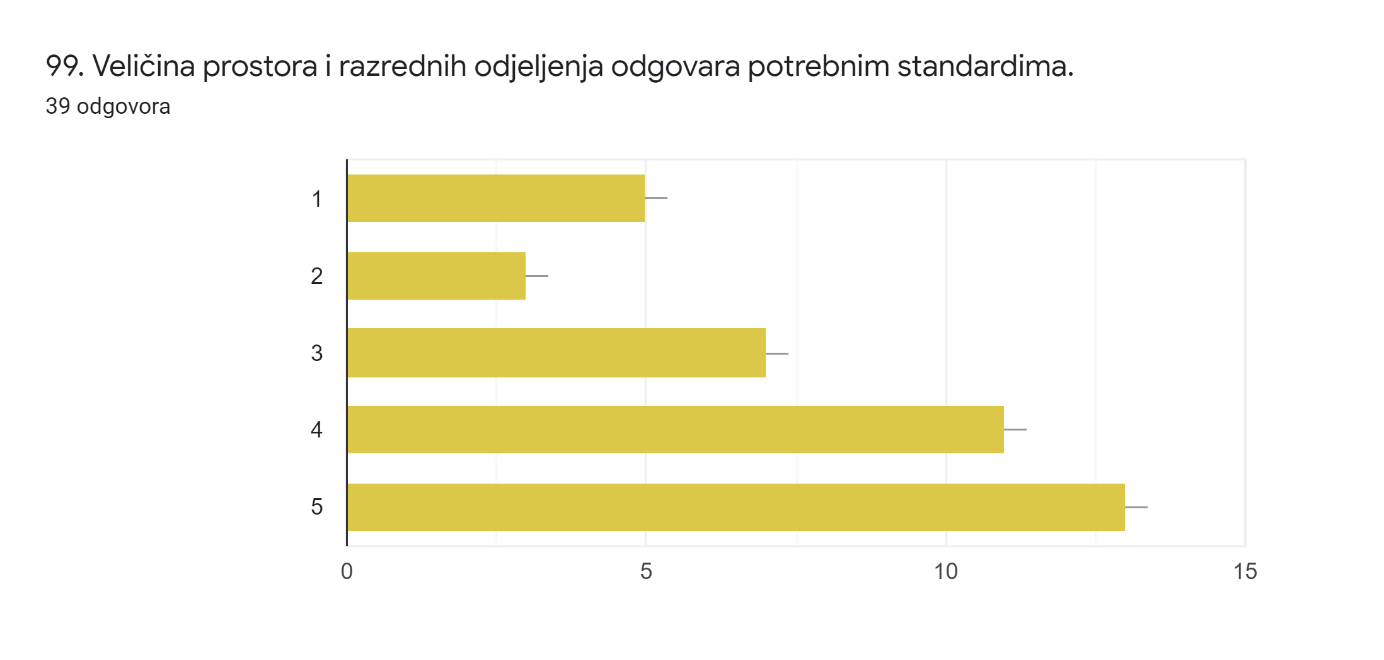 99. Veličina prostora i razrednih odjeljenja odgovara potrebnim standardima.
39 odgovora
1
2
3
4
5
0 5 10 15